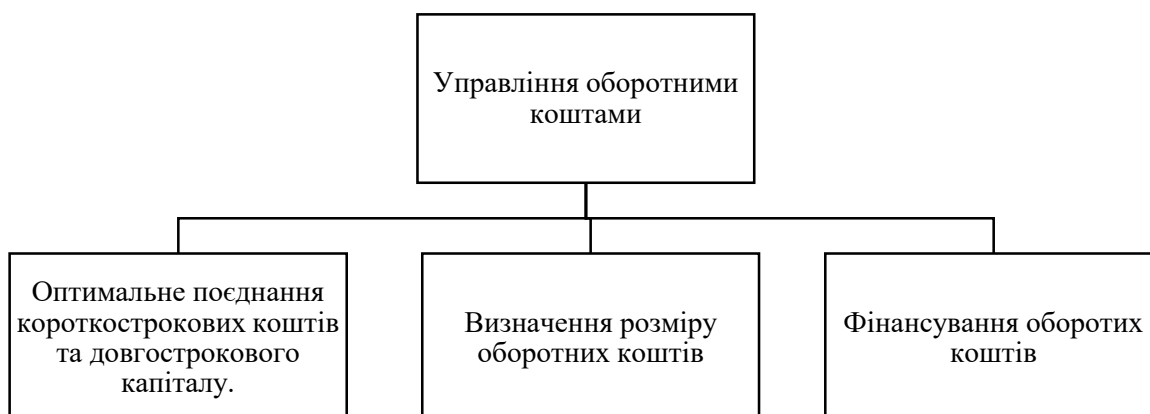 Управління оборотними
коштами
Оптимальне поєднання
короткострокових коштів
та довгострокового
капіталу.
Визначення розміру
оборотних коштів
Фінансування оборотих
коштів